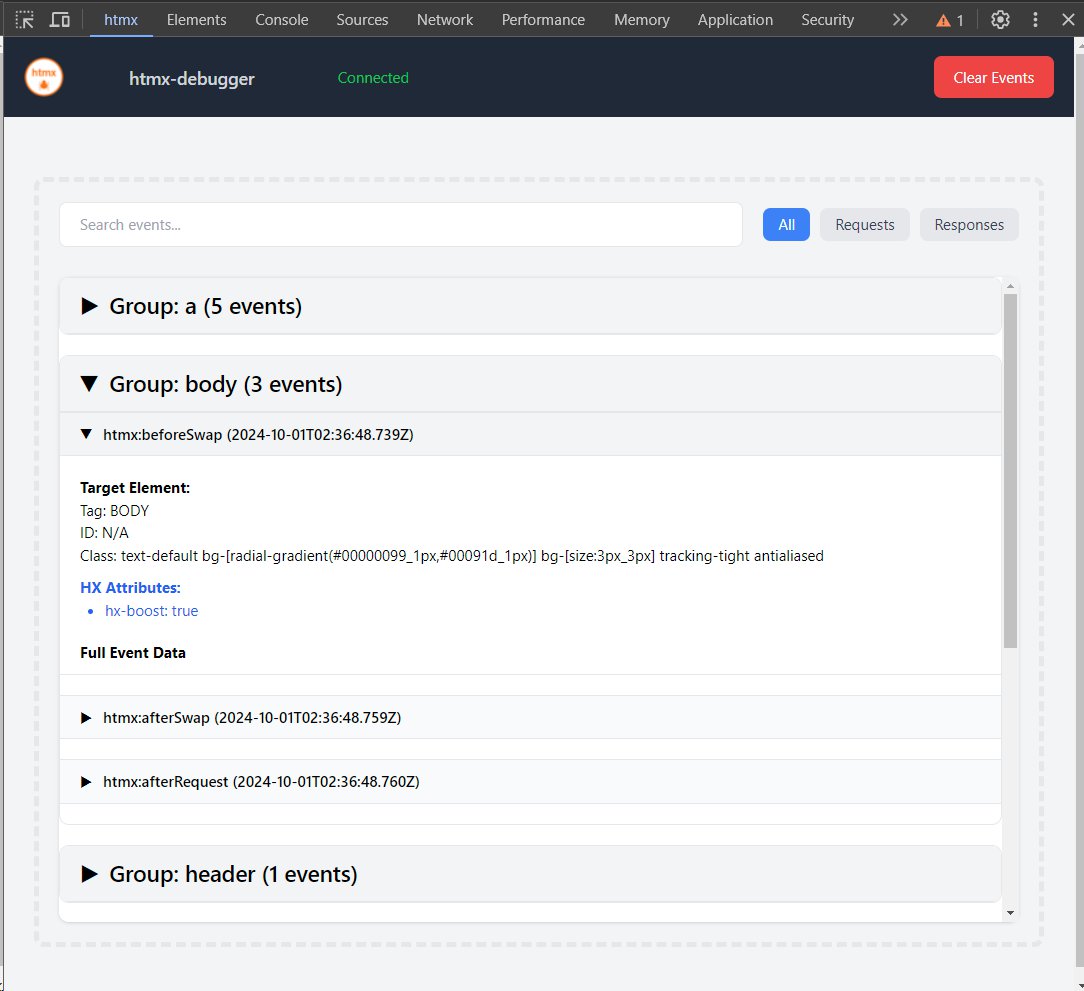 htmx Elements Console Sources Network Performance Memory Application Security 1
htmx
htmx-debugger Connected Clear Events
Search events... All Requests Responses
Group: a (5 events)
Group: body (3 events)
htmx:beforeSwap (2024-10-01T02:36:48.739Z)
Target Element:
Tag: BODY
ID: N/A
Class: text-default bg-[radial-gradient(#00000099_1px,#00091d_1px)] bg-[size:3px_3px] tracking-tight antialiased
HX Attributes:
• hx-boost: true
Full Event Data
htmx:afterSwap (2024-10-01T02:36:48.759Z)
htmx:afterRequest (2024-10-01T02:36:48.760Z)
Group: header (1 events)